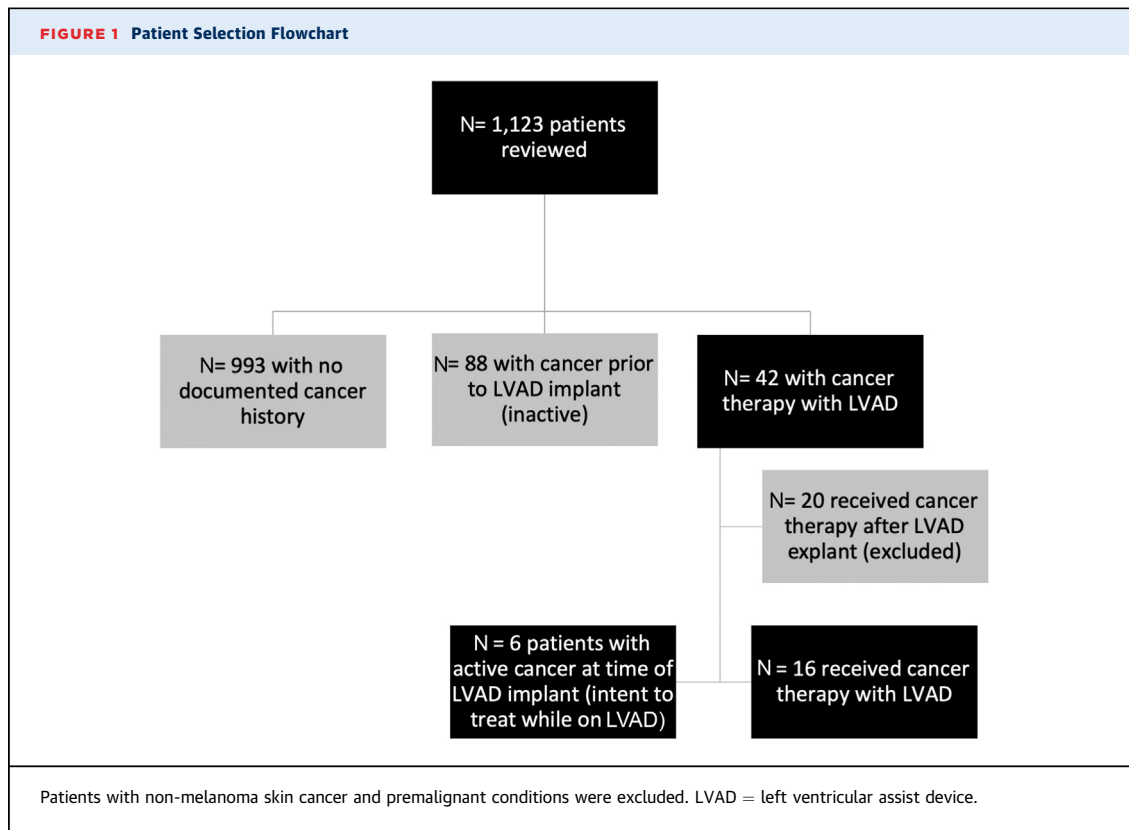 FIGURE 1 Patient Selection Flowchart
N= 1,123 patients
reviewed
N= 993 with no
documented cancer
history
N= 88 with cancer prior
to LVAD implant
(inactive)
N= 42 with cancer
therapy with LVAD
N= 20 received cancer
therapy after LVAD
explant (excluded)
N = 6 patients with
active cancer at time of
LVAD implant (intent to
treat while on LVAD)
N = 16 received cancer
therapy with LVAD
Patients with non-melanoma skin cancer and premalignant conditions were excluded. LVAD = left ventricular assist device.